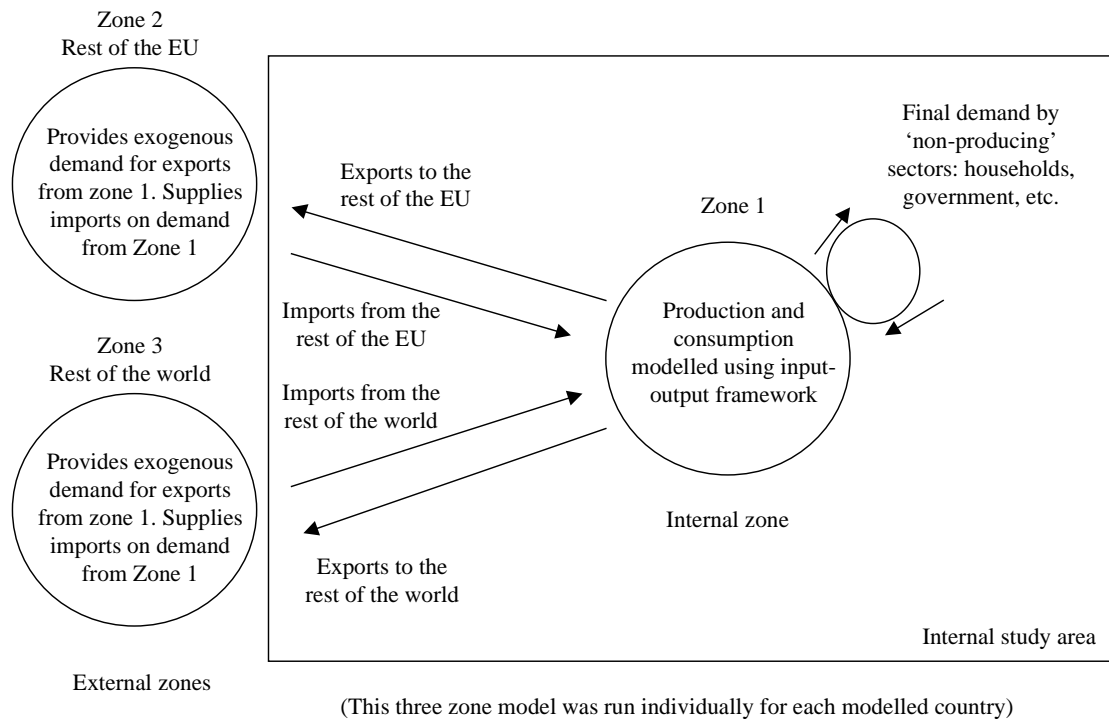 Zone 2
Rest of the EU
Provides exogenous
demand for exports
from zone 1. Supplies
imports on demand
from Zone 1
Zone 3
Rest of the world
Provides exogenous
demand for exports
from zone 1. Supplies
imports on demand
from Zone 1
External zones
Exports to the
rest of the EU
Imports from the
rest of the EU
Imports from the
rest of the world
Exports to the
rest of the world
Zone 1
Production and
consumption
modelled using input-
output framework
Internal zone
Final demand by
‘non-producing’
sectors: households,
government, etc.
Internal study area
(This three zone model was run individually for each modelled country)